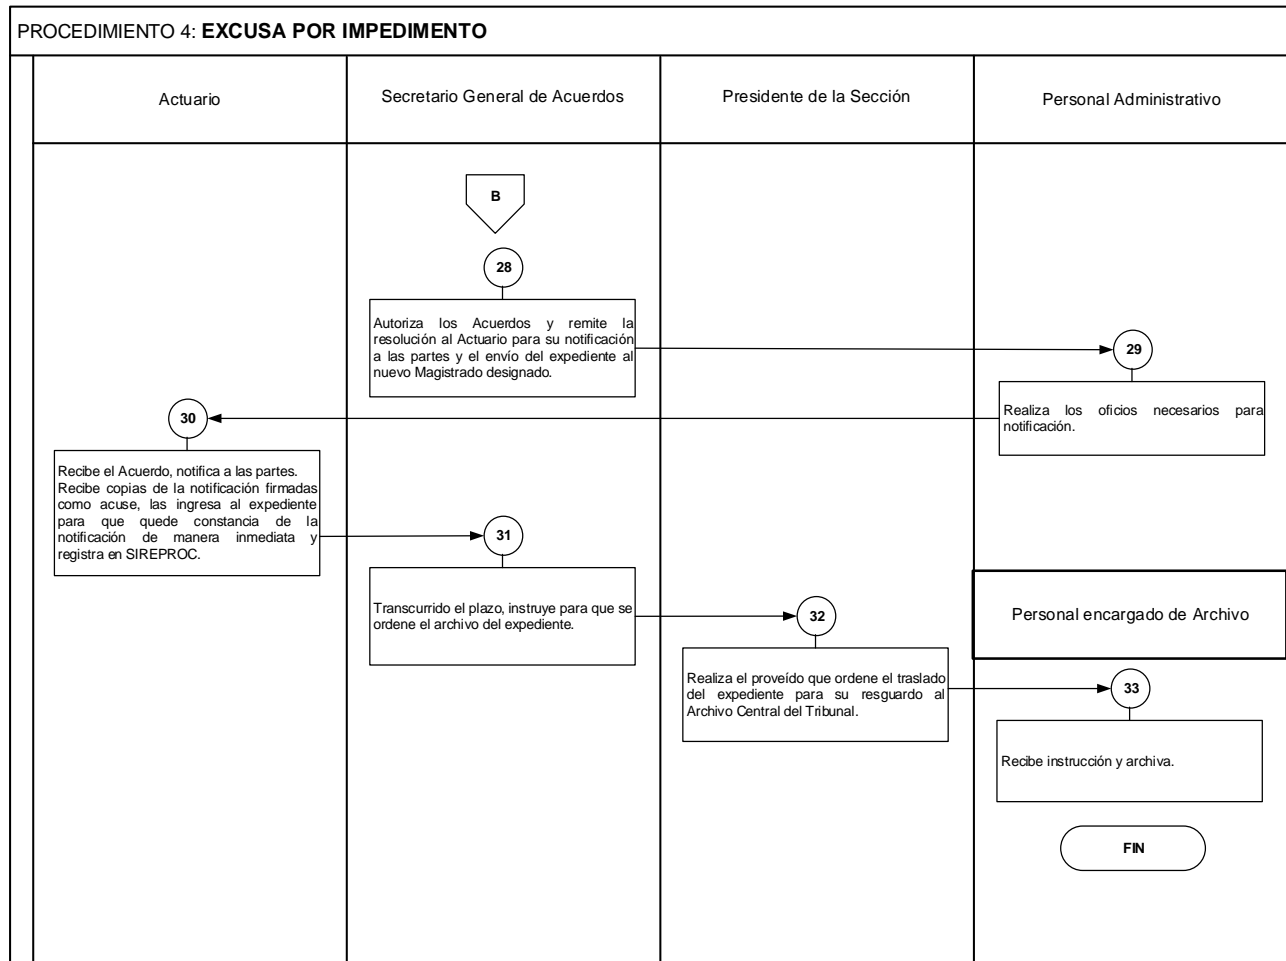 PROCEDIMIENTO 4: EXCUSA POR IMPEDIMENTO
Actuario
Secretario General de Acuerdos
Presidente de la Sección
Personal Administrativo
B
28
Autoriza los Acuerdos y remite la
resolución al Actuario para su notificación
a las partes y el envío del expediente al
nuevo Magistrado designado.
29
Realiza los oficios necesarios para
notificación.
30
Recibe el Acuerdo, notifica a las partes.
Recibe copias de la notificación firmadas
como acuse, las ingresa al expediente
para que quede constancia de la
notificación de manera inmediata y
registra en SIREPROC.
31
Transcurrido el plazo, instruye para que se
ordene el archivo del expediente.
32
Realiza el proveído que ordene el traslado
del expediente para su resguardo al
Archivo Central del Tribunal.
Personal encargado de Archivo
33
Recibe instrucción y archiva.
FIN